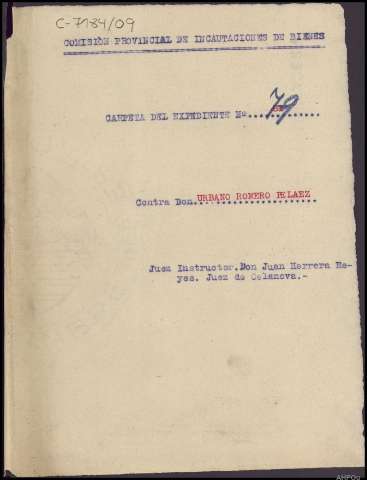 C-7184/09
COMISIÓN PROVINCIAL DE INCAUTACIONES DE BIENES
CARPETA DEL EXPEDIENTE Nº.79............
Contra Don.URBANO ROMERO PELAEZ
Juez Instructor.Don Juan Herrera Re-
yes. Juez de Celanova.-
AHPOu